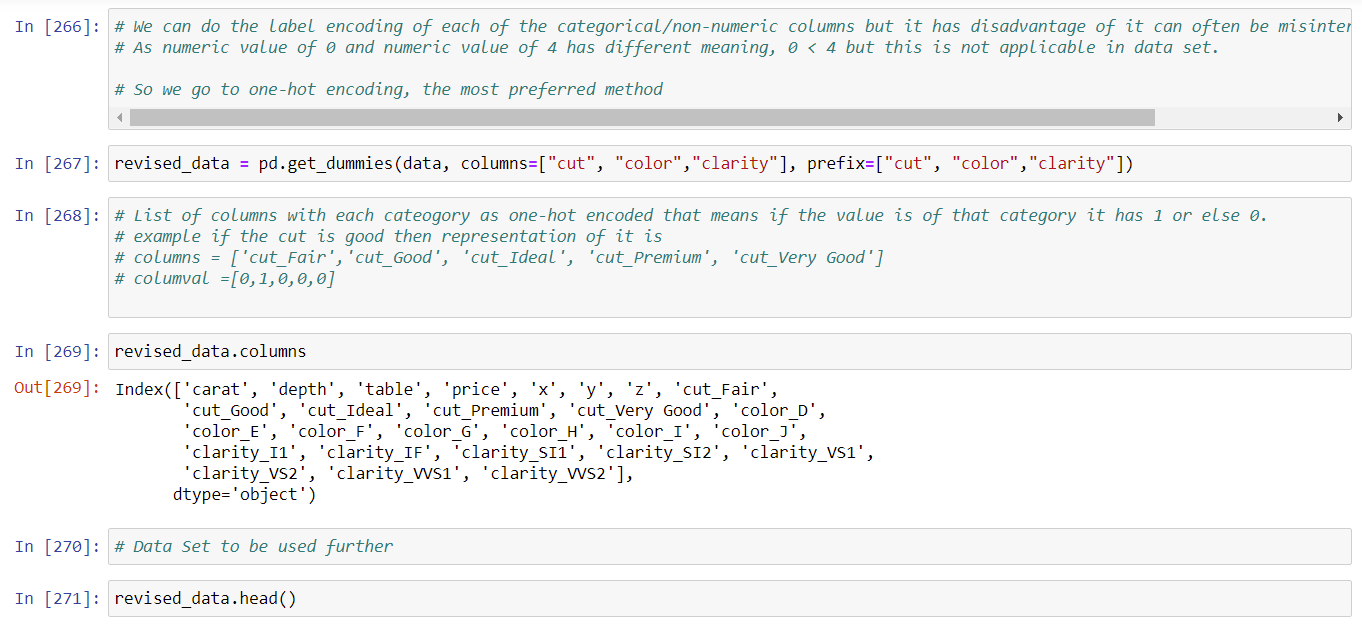 In [266]: # We can do the label encoding of each of the categorical/non-numeric columns but it has disadvantage of it can often be
# As numeric value of 0 and numeric value of 4 has different meaning, 0 < 4 but this is not applicable in data set.
# So we go to one-hot encoding, the most preferred method
In [267]: revised_data = pd.get_dummies(data, columns=["cut", "color","clarity"], prefix=["cut", "color","clarity"])
In [268]: # List of columns with each cateogory as one-hot encoded that means if the value is of that category it has 1 or else 0.
# example if the cut is good then representation of it is
# columns = ['cut_Fair','cut_Good', 'cut_Ideal', 'cut_Premium', 'cut_Very Good']
# columval =[0,1,0,0,0]
In [269]: revised_data.columns
Out[269]: Index(['carat', 'depth', 'table', 'price', 'x', 'y', 'z', 'cut_Fair',
'cut_Good', 'cut_Ideal', 'cut_Premium', 'cut_Very Good', 'color_D',
'color_E', 'color_F', 'color_G', 'color_H', 'color_I', 'color_J',
'clarity_I1', 'clarity_IF', 'clarity_SI1', 'clarity_SI2', 'clarity_VS1',
'clarity_VS2', 'clarity_VVS1', 'clarity_VVS2'],
dtype='object')
In [270]: # Data Set to be used further
In [271]: revised_data.head()